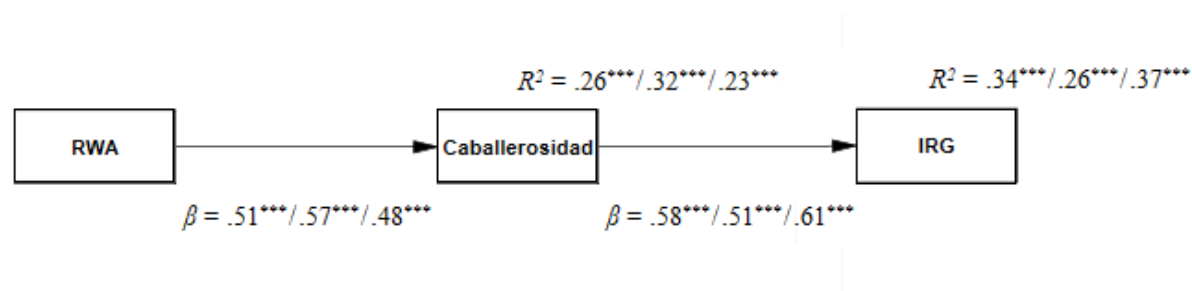 R² = .26***/.32***/.23***
R² = .34***/.26***/.37***
RWA
Caballerosidad
IRG
β = .51***/.57***/.48***
β = .58***/.51***/.61***